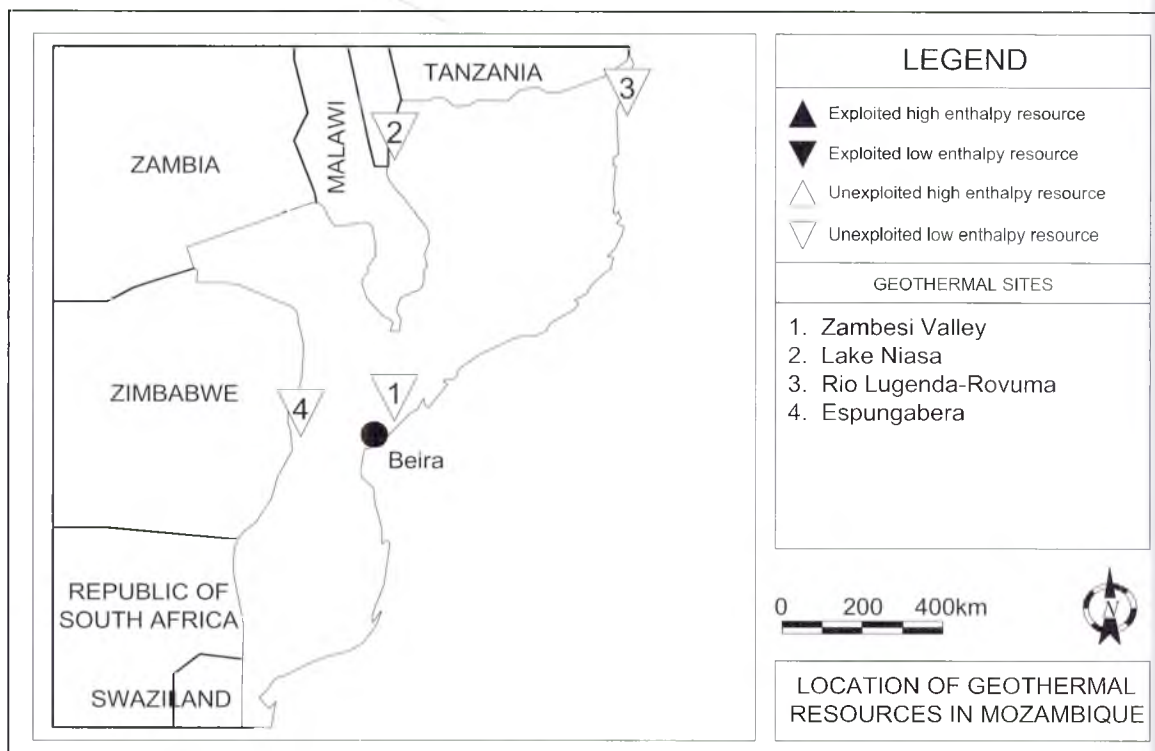 TANZANIA
3
2
MALAWI
ZAMBIA
ZIMBABWE
4
1
Beira
REPUBLIC OF
SOUTH AFRICA
SWAZILAND
LEGEND
Exploited high enthalpy resource
Exploited low enthalpy resource
Unexploited high enthalpy resource
Unexploited low enthalpy resource
GEOTHERMAL SITES
1. Zambesi Valley
2. Lake Niasa
3. Rio Lugenda-Rovuma
4. Espungabera
0 200 400km
N
LOCATION OF GEOTHERMAL
RESOURCES IN MOZAMBIQUE